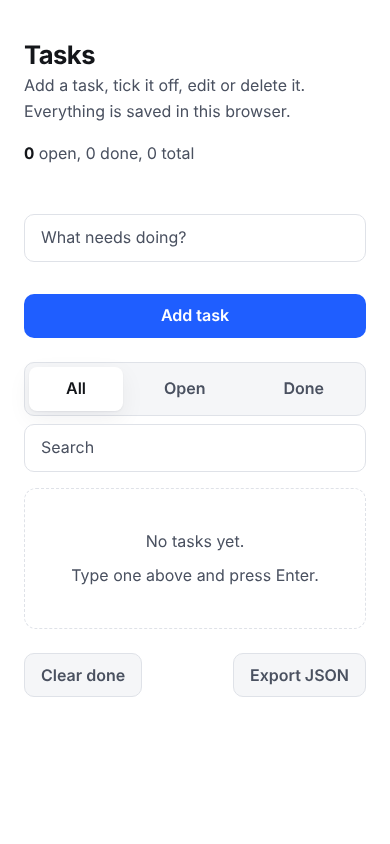 Tasks
Add a task, tick it off, edit or delete it.
Everything is saved in this browser.
0 open, 0 done, 0 total
What needs doing?
Add task
All Open Done
Search
No tasks yet.
Type one above and press Enter.
Clear done Export JSON